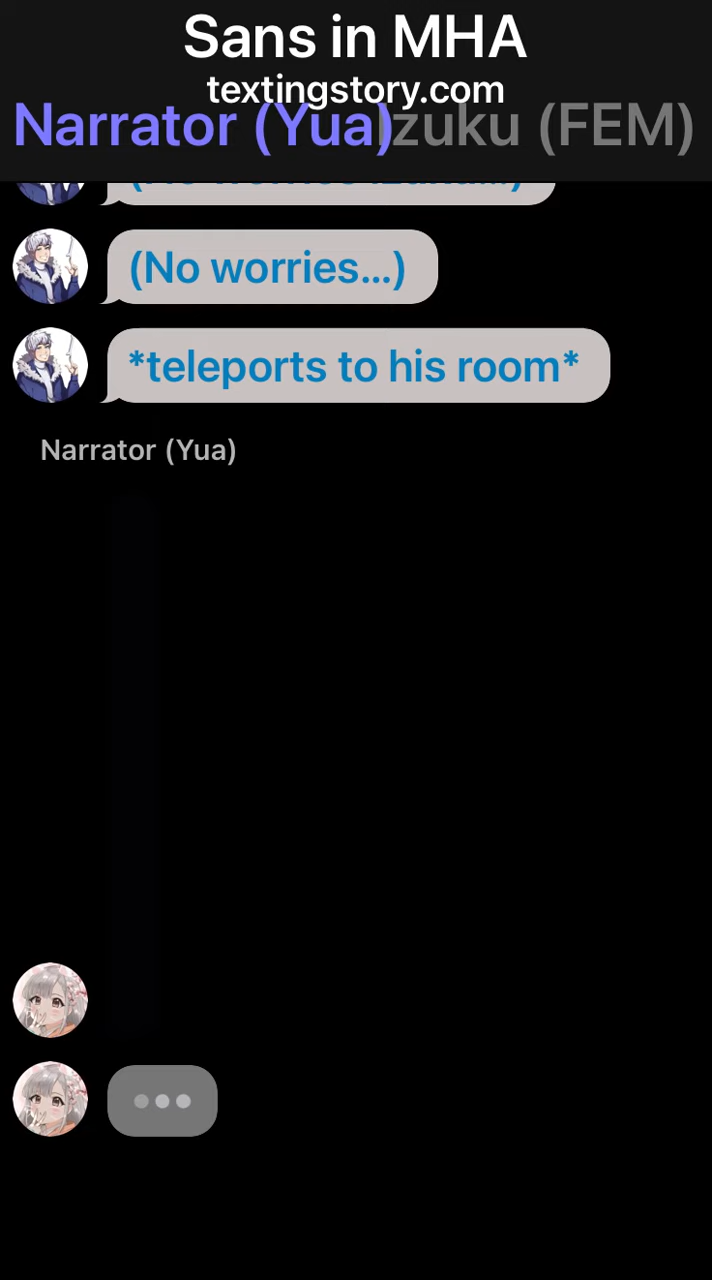 Sans in MHA
textingstory.com
Narrator (Yua)zuku (FEM)
(No worries...)
*teleports to his room*
Narrator (Yua)